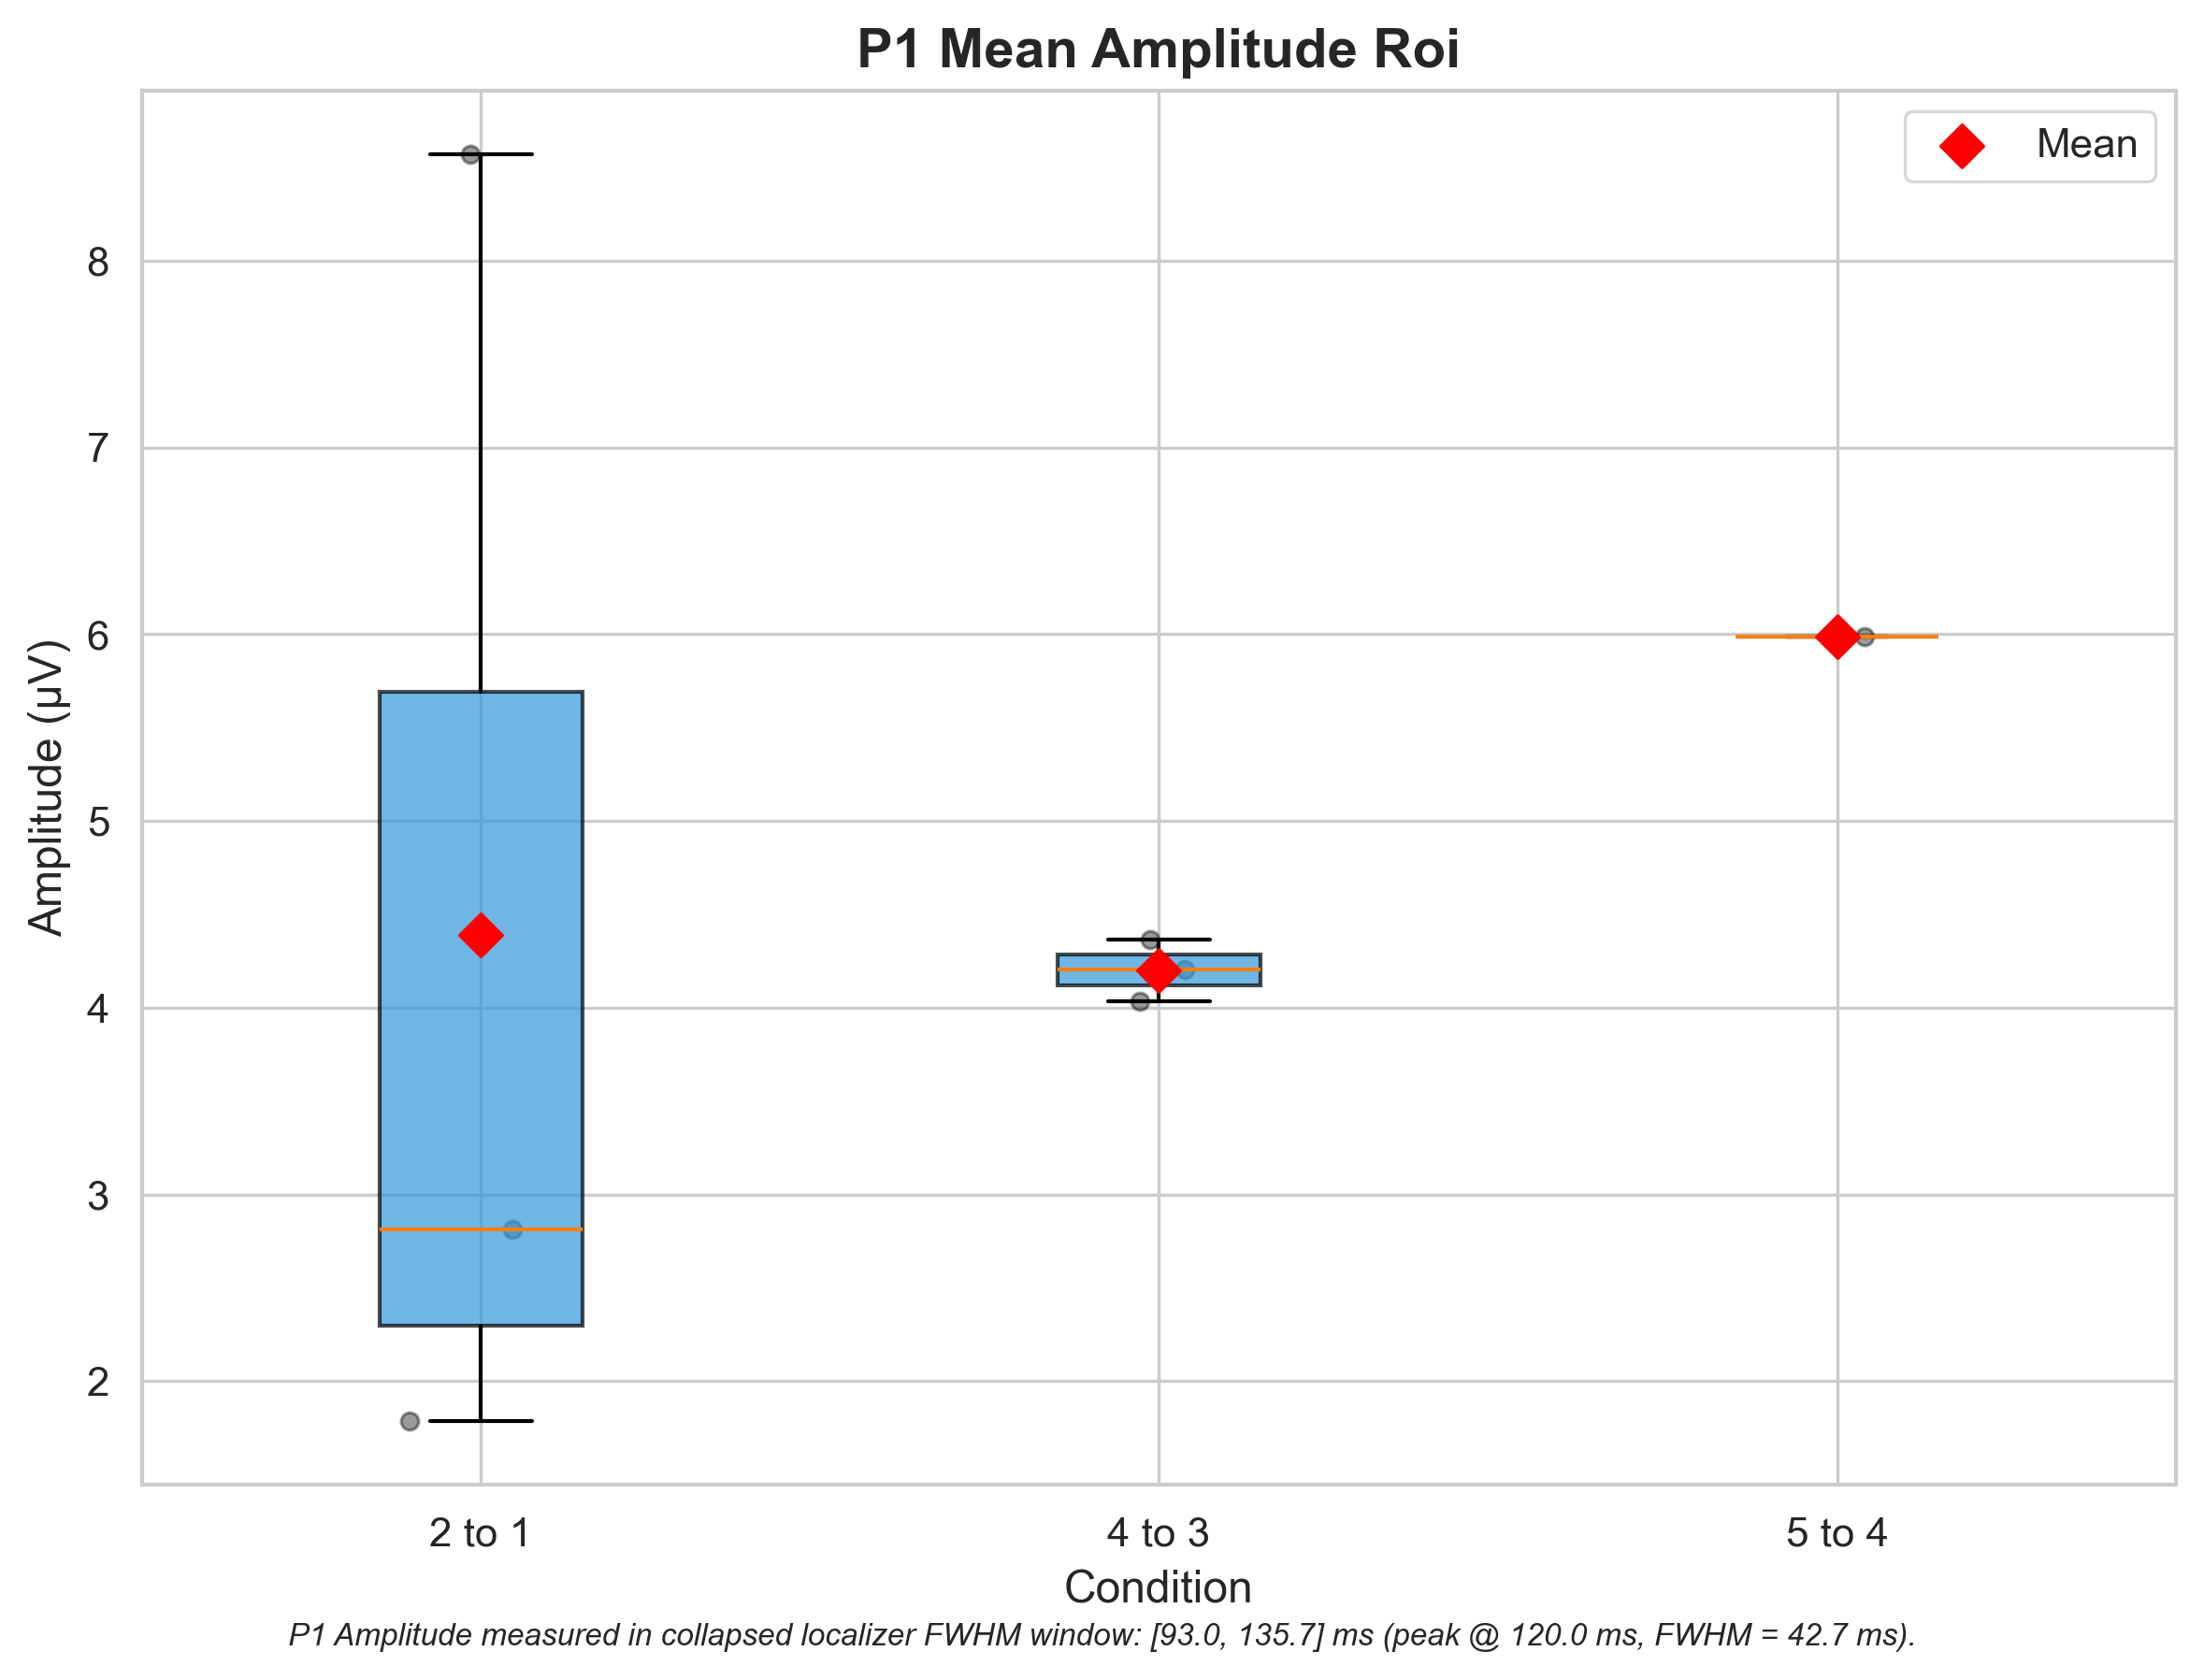 P1 Mean Amplitude Roi
Mean
Amplitude (µV)
8
7
6
5
4
3
2
2 to 1
4 to 3
5 to 4
Condition
P1 Amplitude measured in collapsed localizer FWHM window: [93.0, 135.7] ms (peak @ 120.0 ms, FWHM = 42.7 ms).